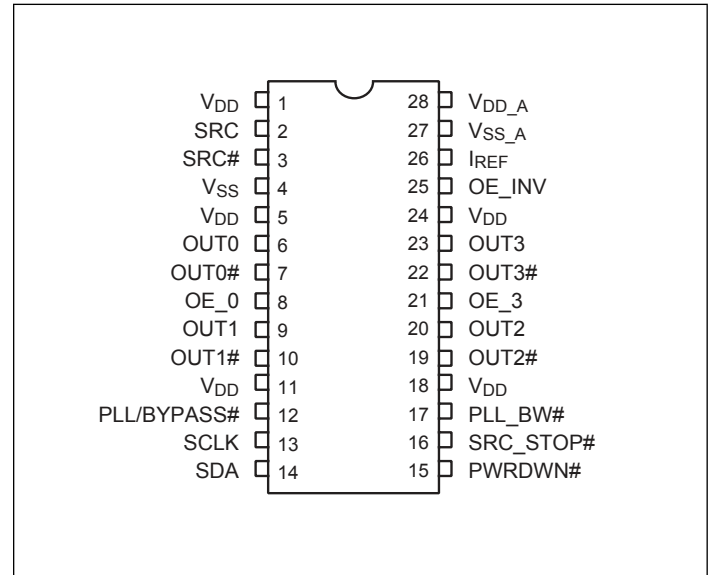 VDD 1 28 VDD_A
SRC 2 27 VSS_A
SRC# 3 26 IREF
VSS 4 25 OE_INV
VDD 5 24 VDD
OUT0 6 23 OUT3
OUT0# 7 22 OUT3#
OE_0 8 21 OE_3
OUT1 9 20 OUT2
OUT1# 10 19 OUT2#
VDD 11 18 VDD
PLL/BYPASS# 12 17 PLL_BW#
SCLK 13 16 SRC_STOP#
SDA 14 15 PWRDWN#